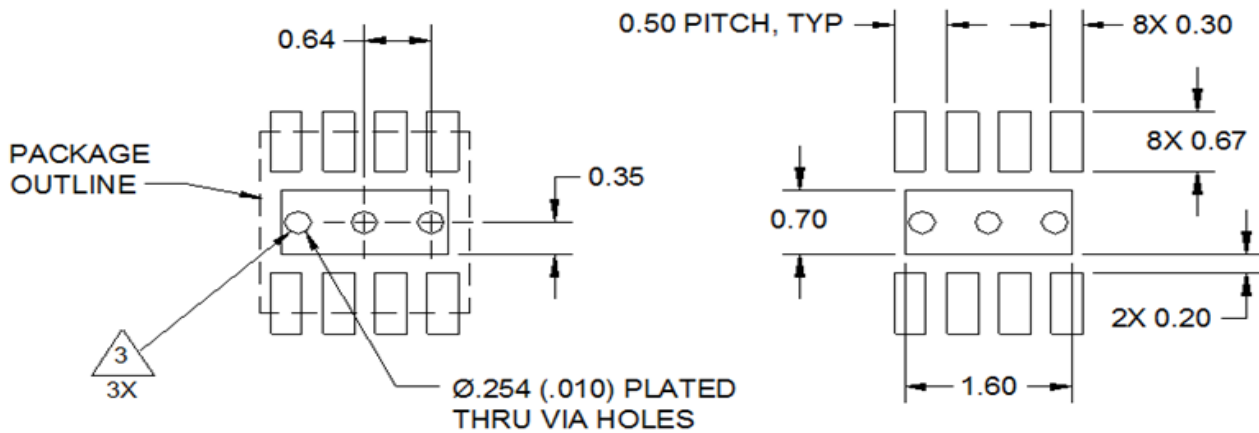 0.64
PACKAGE
OUTLINE
0.35
3
3X
Ø.254 (.010) PLATED
THRU VIA HOLES
0.50 PITCH, TYP
8X 0.30
8X 0.67
0.70
2X 0.20
1.60